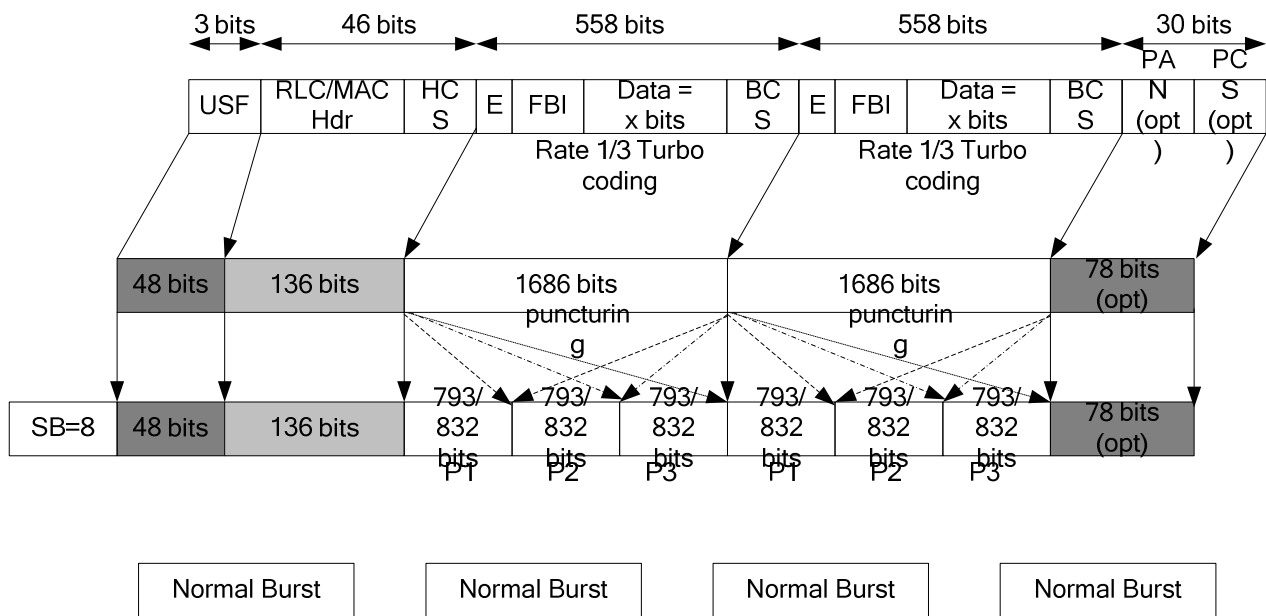 3 bits
46 bits
558 bits
558 bits
30 bits
USF
RLC/MAC
Hdr
HC
S
E
FBI
Data =
x bits
BC
S
E
FBI
Data =
x bits
BC
S
PA
N
(opt
)
PC
S
(opt
)
Rate 1/3 Turbo
coding
Rate 1/3 Turbo
coding
48 bits
136 bits
1686 bits
1686 bits
78 bits
(opt)
puncturin
g
puncturin
g
SB=8
48 bits
136 bits
793/
832
bits
P1
793/
832
bits
P2
793/
832
bits
P3
793/
832
bits
P1
793/
832
bits
P2
793/
832
bits
P3
78 bits
(opt)
Normal Burst
Normal Burst
Normal Burst
Normal Burst